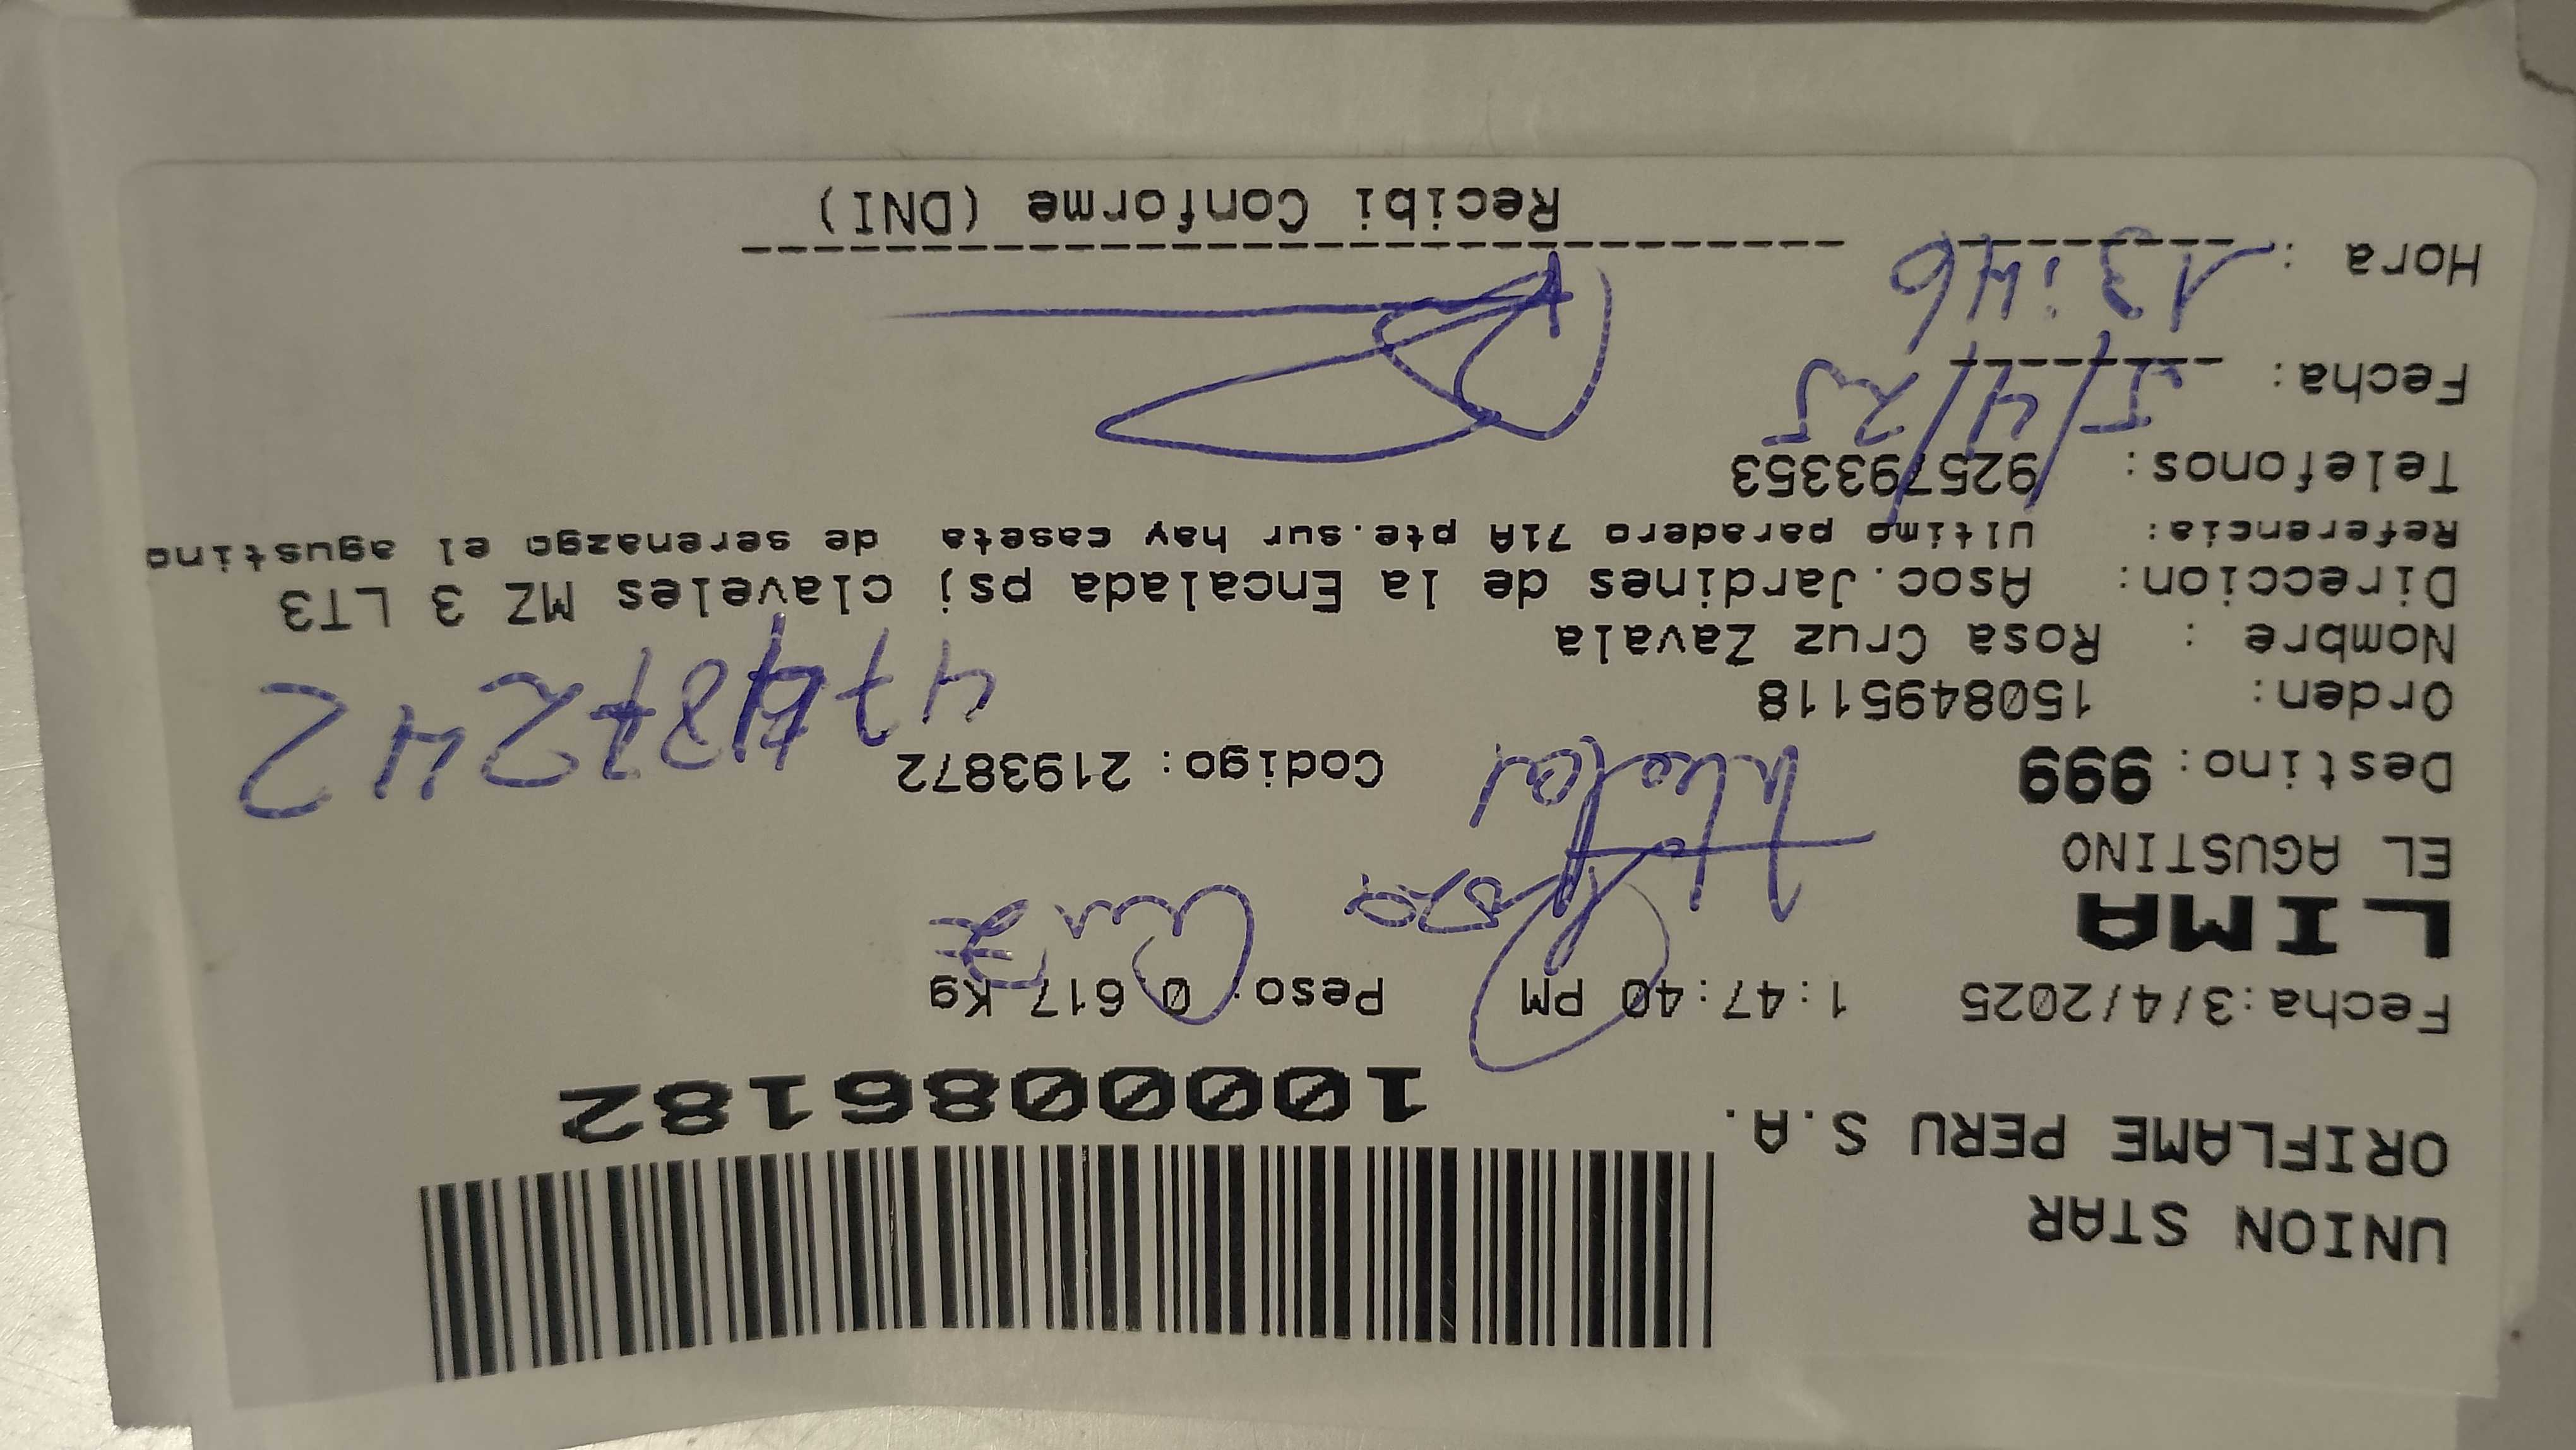 UNION STAR
ORIFLAME PERU S.A.
10000086182
Fecha:3/4/2025 1:47:40 PM Peso: 0.617 Kg
LIMA
Rosa Cruz
EL AGUSTINO
Destino: 999 Codigo: 2193872
Orden: 1508495118
Nombre : Rosa Cruz Zavala
Direccion: Asoc.Jardines de la Encalada psj claveles MZ 3 LT3
Referencia: Ultimo paradero 71A pte.sur hay caseta de serenazgo el agustino
Telefonos: 925793353
Fecha: 5/4/25
Hora : 13:46
Recibi Conforme (DNI)